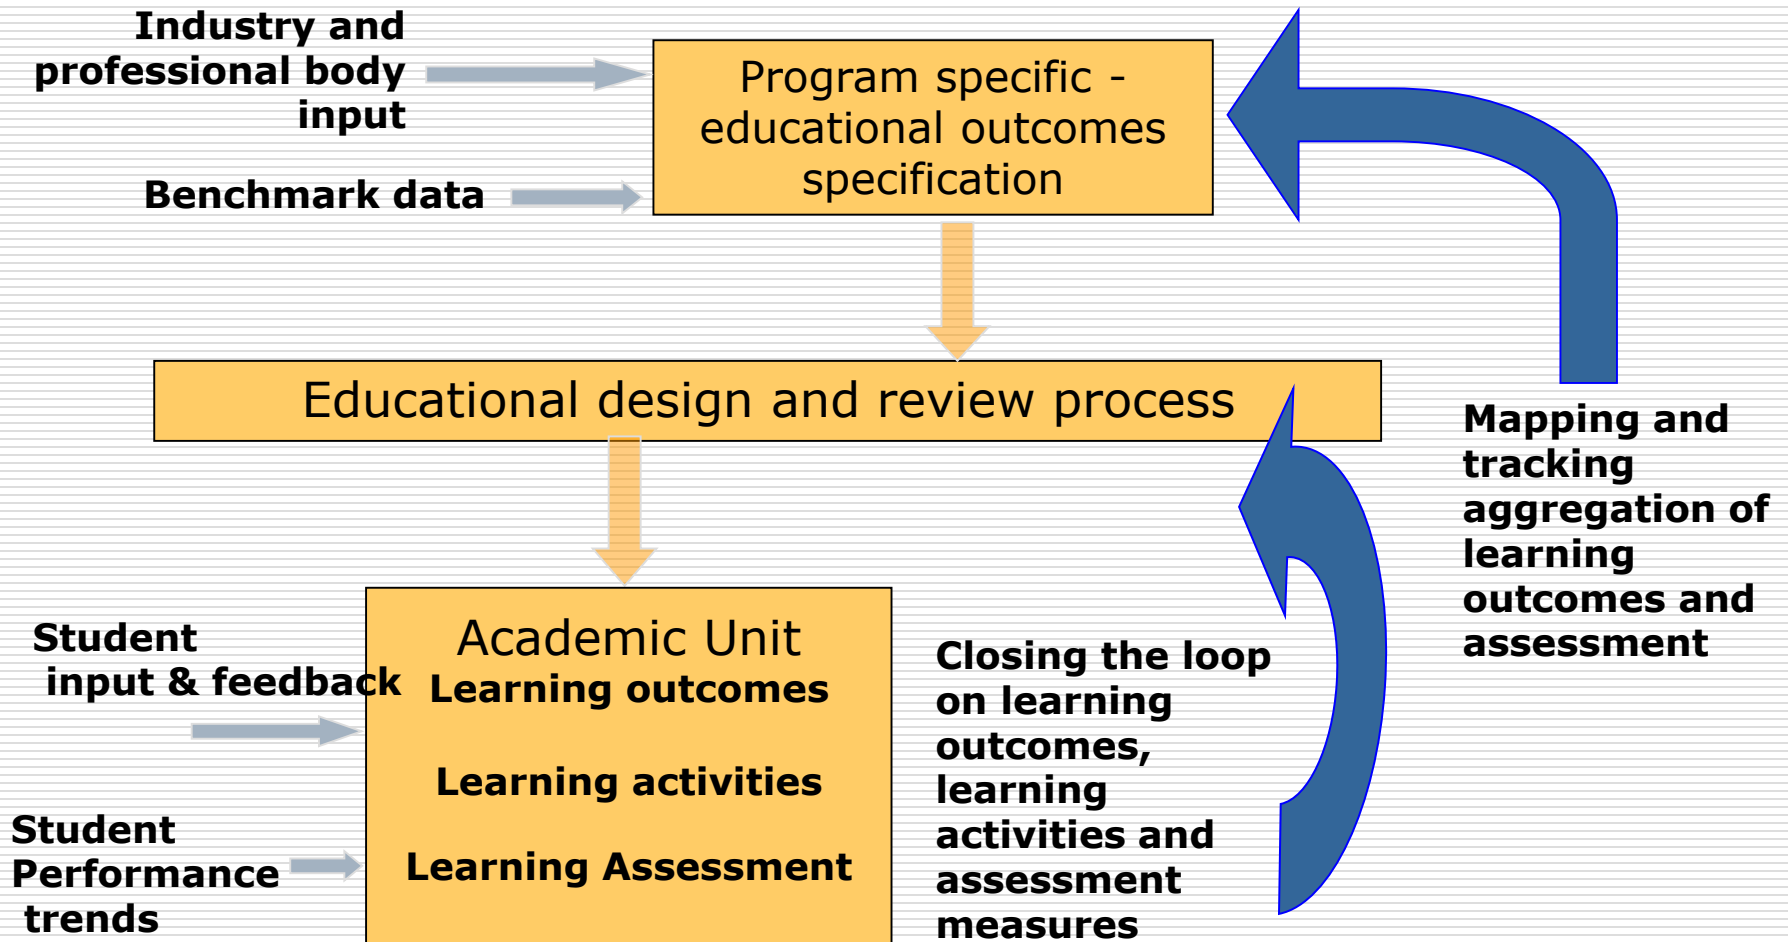 Industry and
professional body
input
Program specific -
educational outcomes
specification
Benchmark data
Educational design and review process
Mapping and
tracking
aggregation of
learning
outcomes and
assessment
Student
input & feedback
Academic Unit
Learning outcomes
Learning activities
Learning Assessment
Student
Performance
trends
Closing the loop
on learning
outcomes,
learning
activities and
assessment
measures